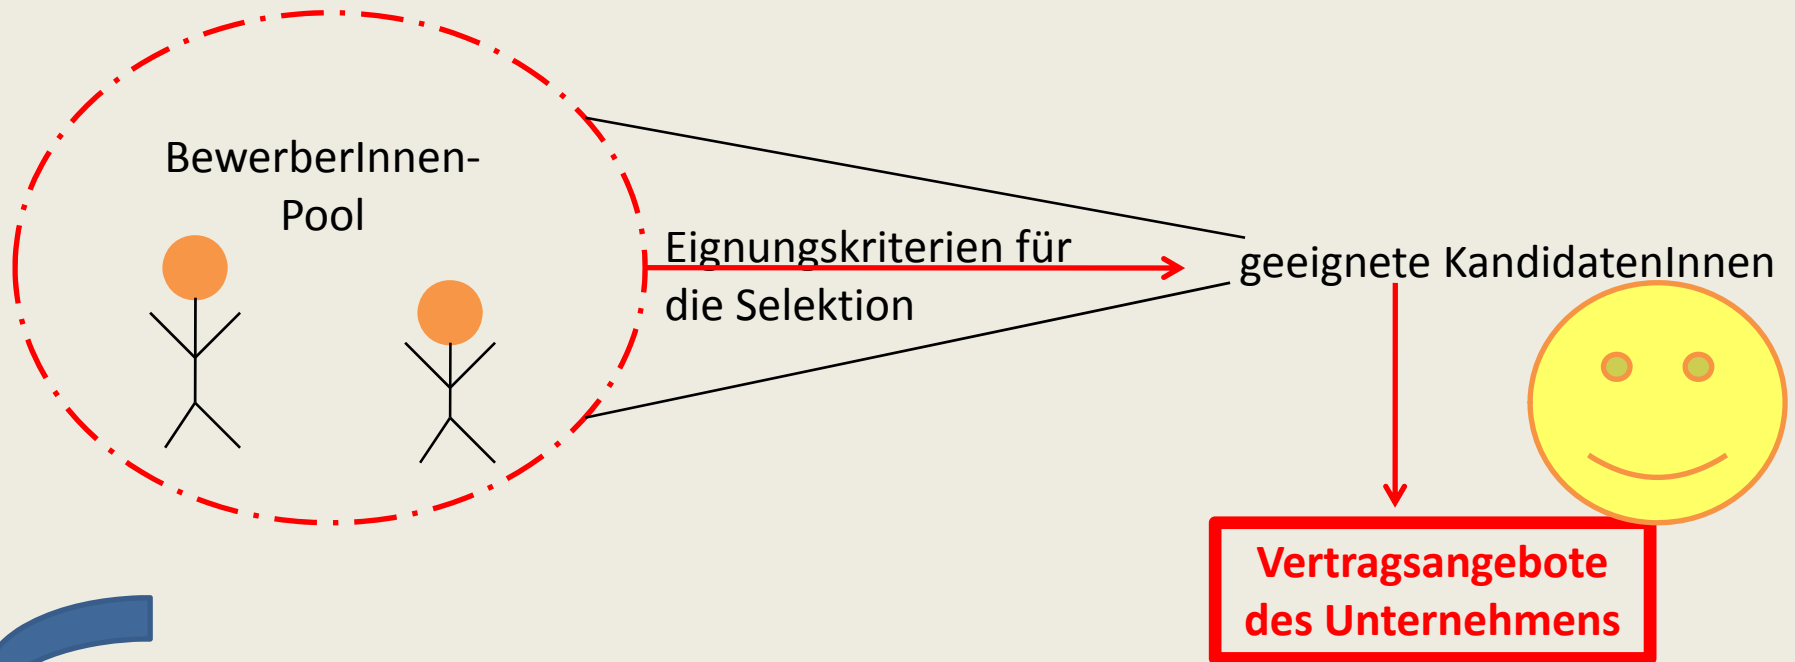 BewerberInnen-
Pool
Eignungskriterien für
die Selektion
geeignete KandidatenInnen
Vertragsangebote
des Unternehmens